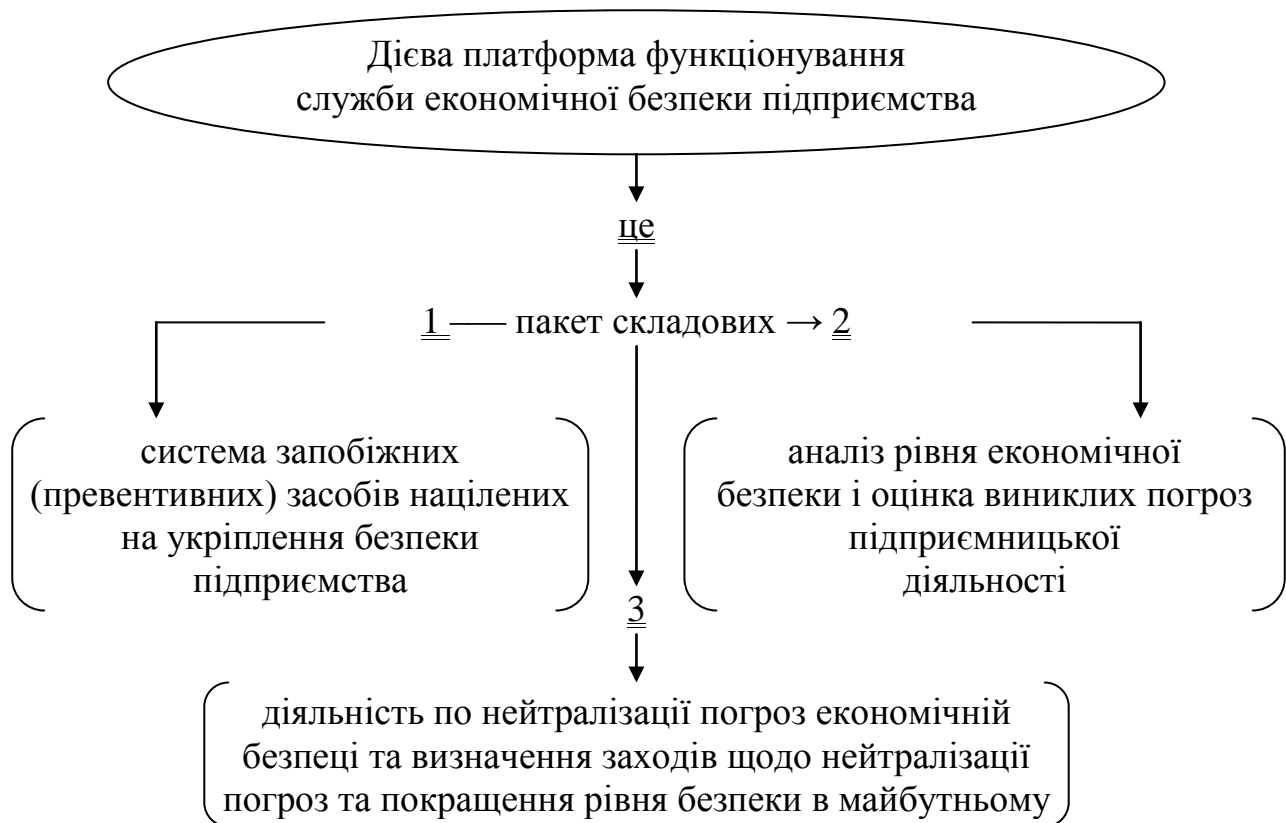 Дієва платформа функціонування
служби економічної безпеки підприємства
це
1 —— пакет складових → 2
система запобіжних
(превентивних) засобів націлених
на укріплення безпеки
підприємства
аналіз рівня економічної
безпеки і оцінка виниклих погроз
підприємницької
діяльності
3
діяльність по нейтралізації погроз економічній
безпеці та визначення заходів щодо нейтралізації
погроз та покращення рівня безпеки в майбутньому